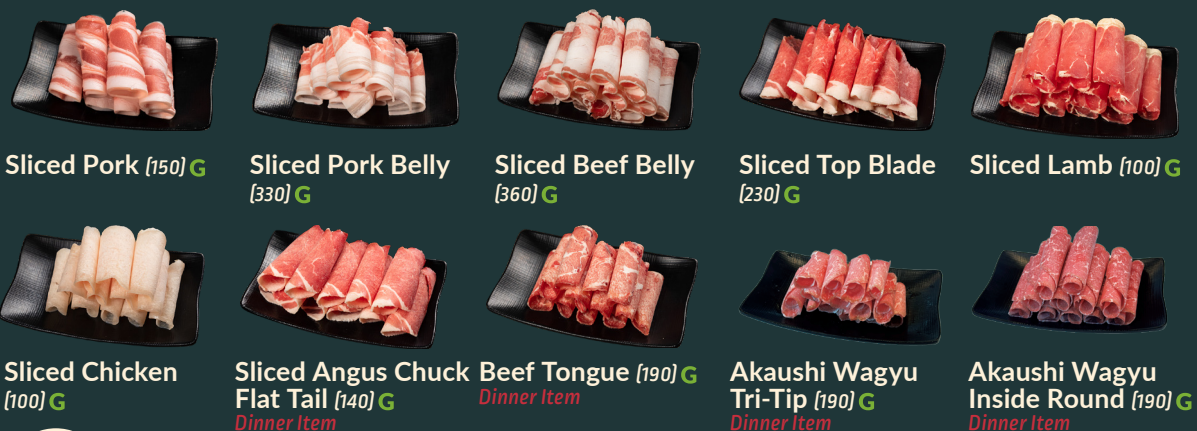 Sliced Pork (150) G
Sliced Pork Belly
(330) G
Sliced Beef Belly
(360) G
Sliced Top Blade
(230) G
Sliced Lamb (100) G
Sliced Chicken
(100) G
Sliced Angus Chuck
Flat Tail (140) G
Dinner Item
Beef Tongue (190) G
Dinner Item
Akaushi Wagyu
Tri-Tip (190) G
Dinner Item
Akaushi Wagyu
Inside Round (190) G
Dinner Item